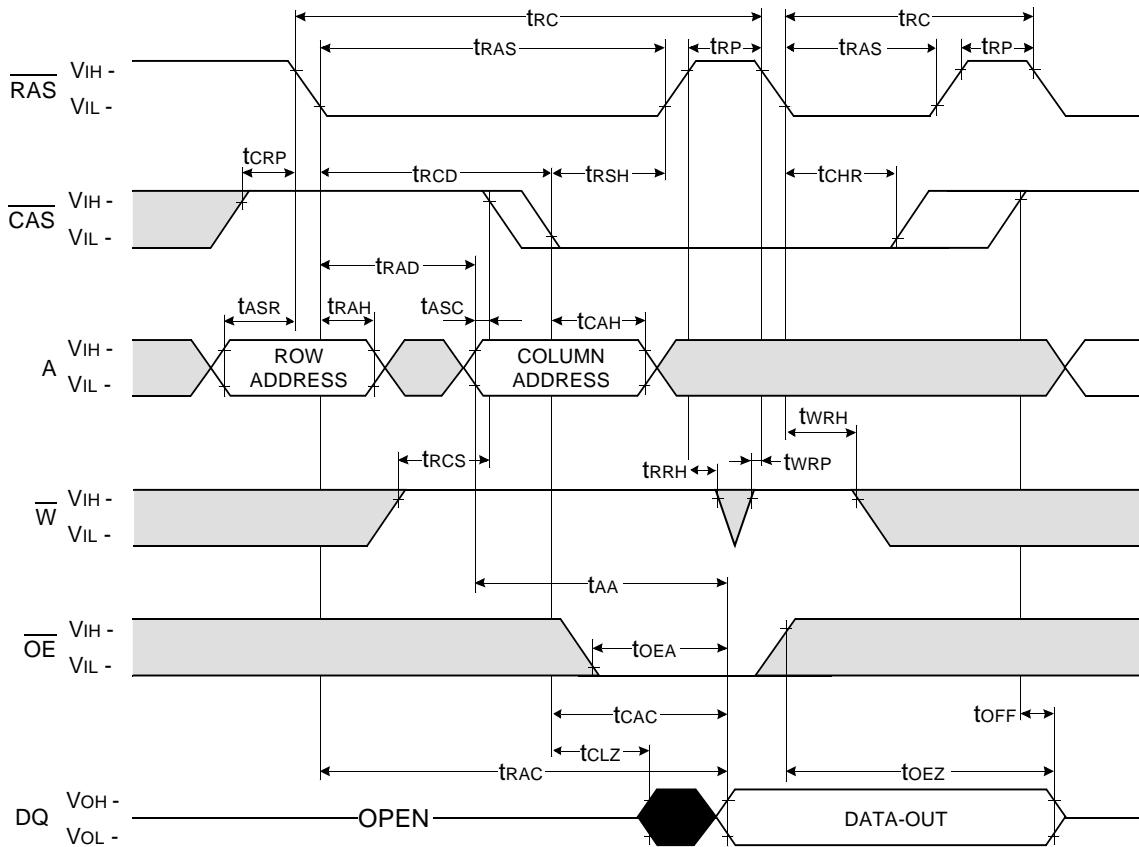 tRC tRC
tRAS tRP tRAS tRP
RAS VIH -
VIL -
tCRP tRCD tRSH tCHR
CAS VIH -
VIL -
tRAD
tASR tRAH tASC tCAH
A VIH -
VIL -
ROW ADDRESS
COLUMN ADDRESS
tWRH
tRCS tRRH tWRP
W VIH -
VIL -
tAA
OE VIH -
VIL -
tOEA
tCAC tOFF
tCLZ
tRAC tOEZ
DQ VOH -
VOL -
OPEN DATA-OUT